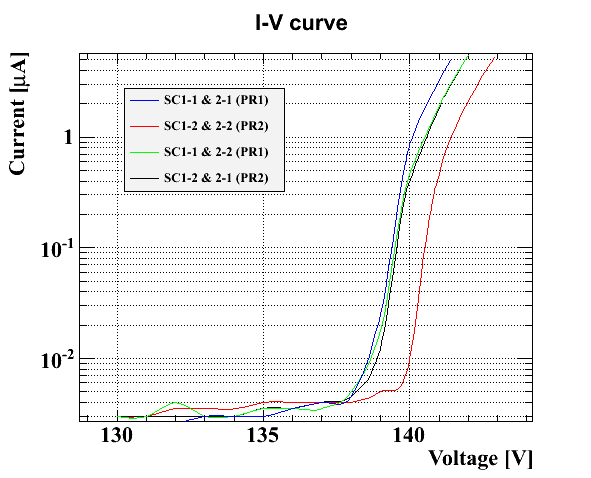 I-V curve
Current [μA]
SC1-1 & 2-1 (PR1)
SC1-2 & 2-2 (PR2)
SC1-1 & 2-2 (PR1)
SC1-2 & 2-1 (PR2)
1
10-1
10-2
130 135 140
Voltage [V]